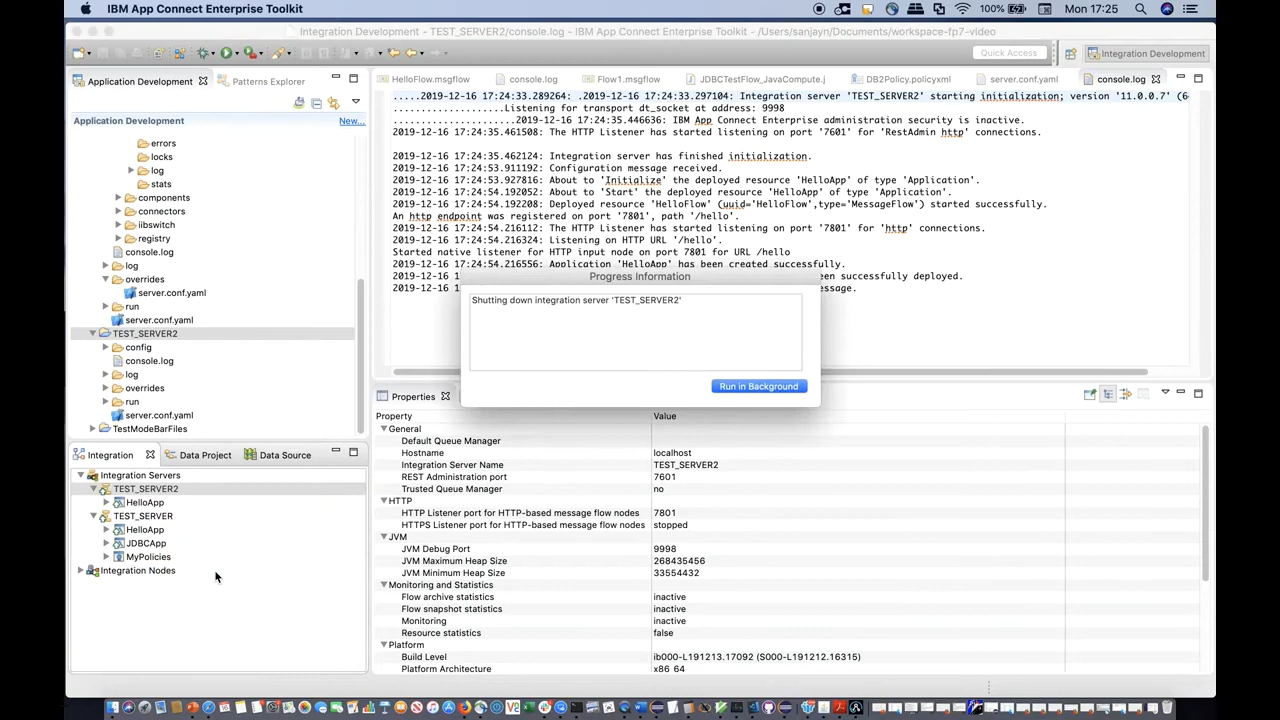 IBM App Connect Enterprise Toolkit
100%
Mon 17:25
Integration Development - TEST_SERVER2/console.log - IBM App Connect Enterprise Toolkit - /Users/sanjayn/Documents/workspace-fp7-video
Quick Access
Integration Development
Application Development
Patterns Explorer
Application Development
New...
errors
locks
log
stats
components
connectors
iibswitch
registry
console.log
log
overrides
server.conf.yaml
run
server.conf.yaml
TEST_SERVER2
config
console.log
log
overrides
run
server.conf.yaml
TestModeBarFiles
HelloFlow.msgflow
console.log
Flow1.msgflow
JDBCTestFlow_JavaCompute.j
DB2Policy.policyxml
server.conf.yaml
console.log
.....2019-12-16 17:24:33.289264: .2019-12-16 17:24:33.297104: Integration server 'TEST_SERVER2' starting initialization; version '11.0.0.7' (6
...................Listening for transport dt_socket at address: 9998
.....................2019-12-16 17:24:35.446636: IBM App Connect Enterprise administration security is inactive.
2019-12-16 17:24:35.461508: The HTTP Listener has started listening on port '7601' for 'RestAdmin http' connections.
2019-12-16 17:24:35.462124: Integration server has finished initialization.
2019-12-16 17:24:53.911192: Configuration message received.
2019-12-16 17:24:53.927816: About to 'Initialize' the deployed resource 'HelloApp' of type 'Application'.
2019-12-16 17:24:54.192052: About to 'Start' the deployed resource 'HelloApp' of type 'Application'.
2019-12-16 17:24:54.205996: Deployed resource 'HelloFlow' (uuid='HelloFlow',type='MessageFlow') started successfully.
An http endpoint was registered on port '7801', path '/hello'.
2019-12-16 17:24:54.216112: The HTTP Listener has started listening on port '7801' for 'http' connections.
2019-12-16 17:24:54.216324: Listening on HTTP URL '/hello'.
Started native listener for HTTP input node on port 7801 for URL /hello
2019-12-16 17:24:54.216556: Application 'HelloApp' has been created successfully.
2019-12-16 1
en successfully deployed.
2019-12-16 1
ssage.
Progress Information
Shutting down integration server 'TEST_SERVER2'
Run in Background
Integration
Data Project
Data Source
Integration Servers
TEST_SERVER2
HelloApp
TEST_SERVER
HelloApp
JDBCApp
MyPolicies
Integration Nodes
Properties
Property Value
General
Default Queue Manager
Hostname localhost
Integration Server Name TEST_SERVER2
REST Administration port 7601
Trusted Queue Manager no
HTTP
HTTP Listener port for HTTP-based message flow nodes 7801
HTTPS Listener port for HTTP-based message flow nodes stopped
JVM
JVM Debug Port 9998
JVM Maximum Heap Size 268435456
JVM Minimum Heap Size 33554432
Monitoring and Statistics
Flow archive statistics inactive
Flow snapshot statistics inactive
Monitoring inactive
Resource statistics false
Platform
Build Level ib000-L191213.17092 (S000-L191212.16315)
Platform Architecture x86_64